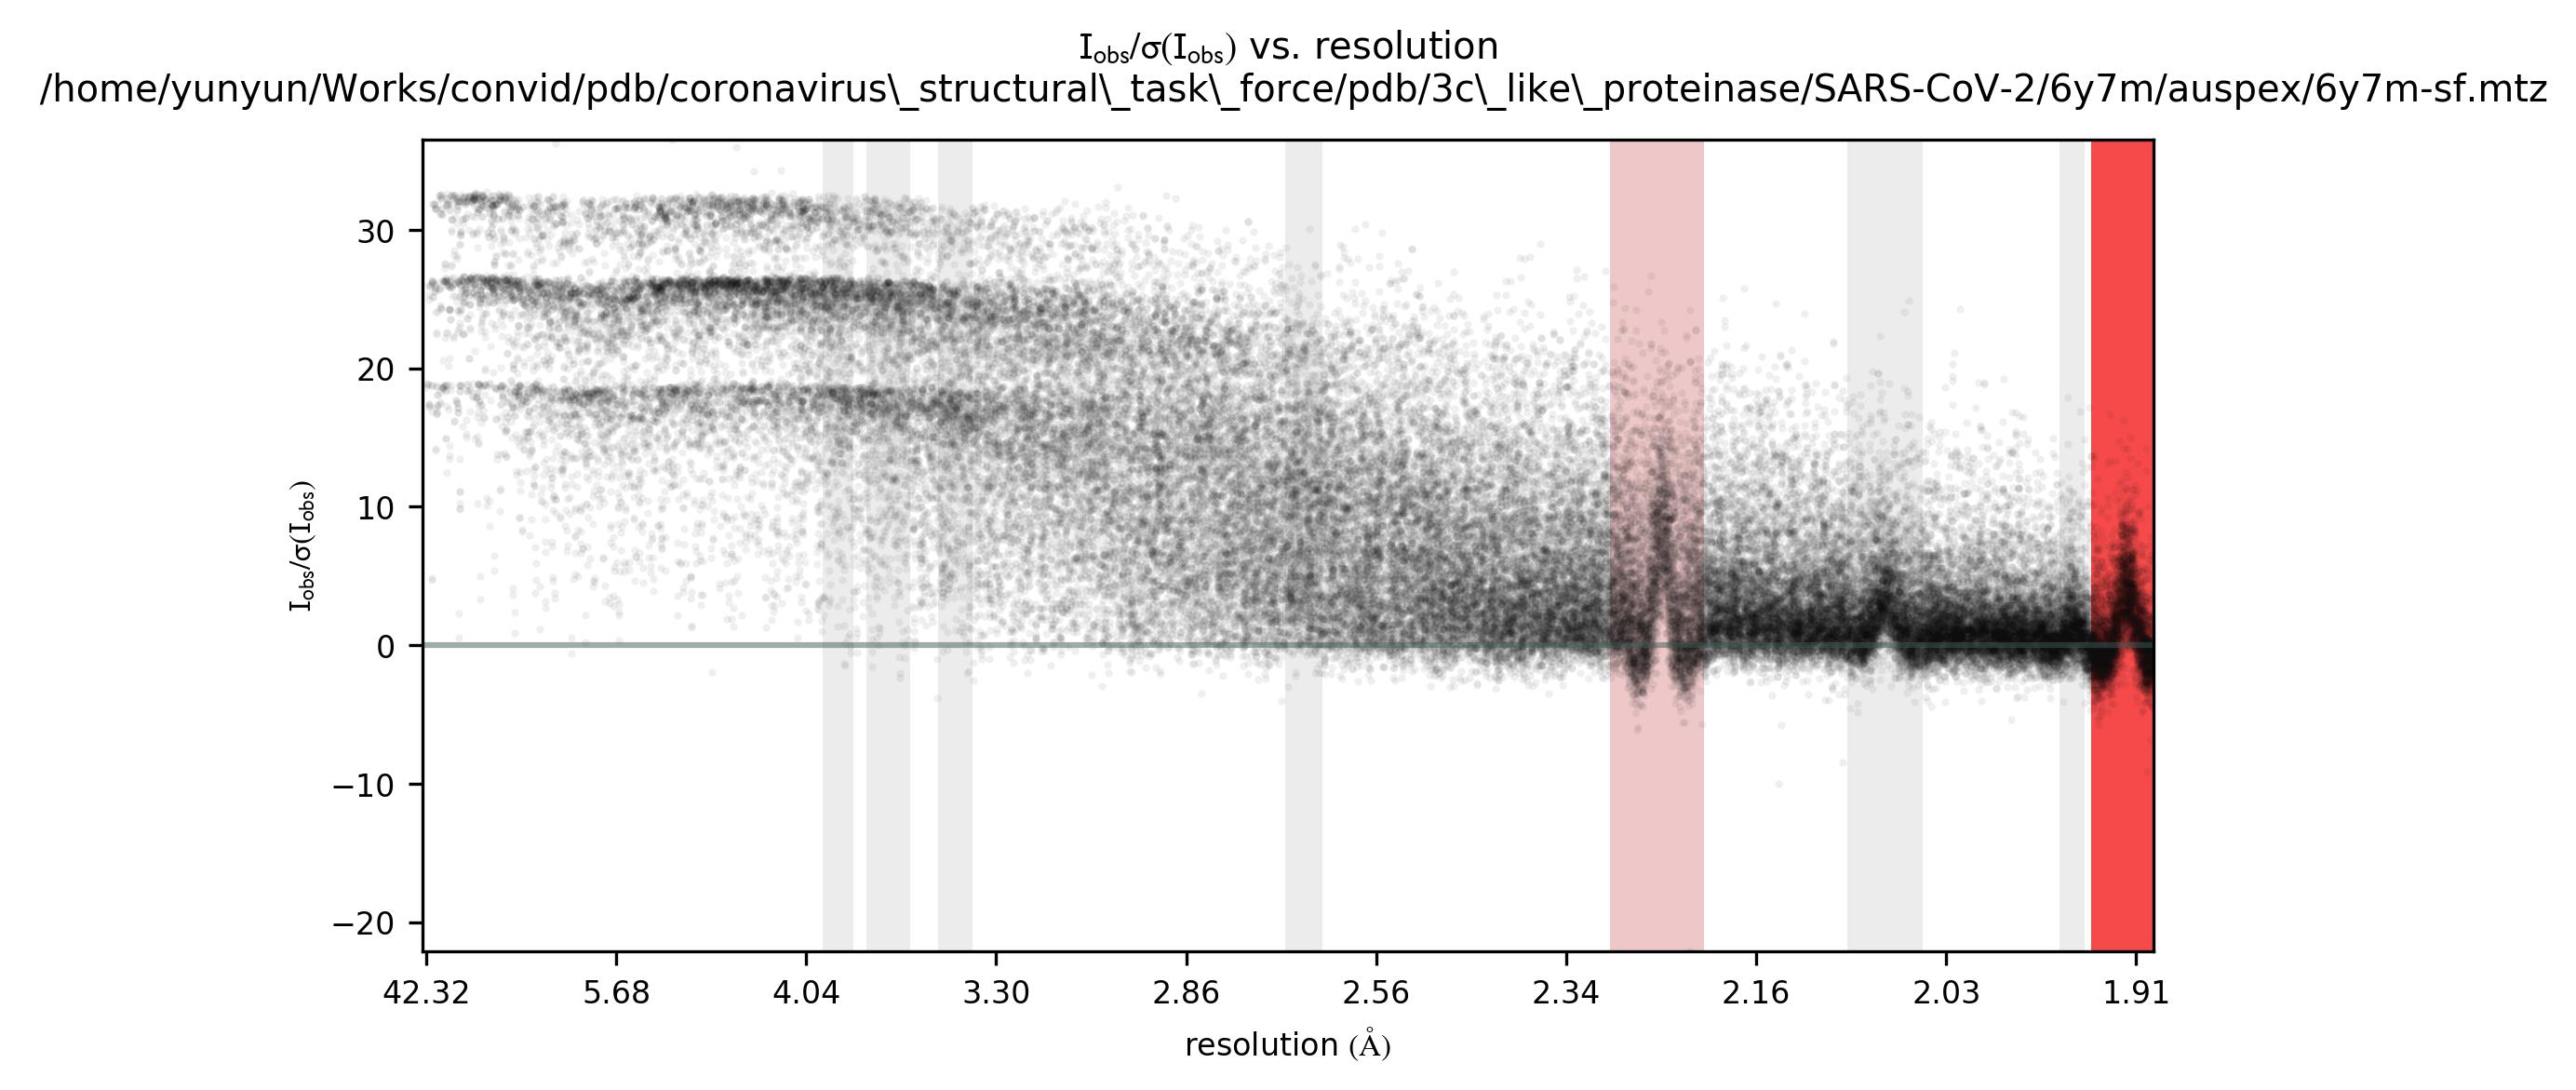 Iobs/σ(Iobs) vs. resolution
/home/yunyun/Works/convid/pdb/coronavirus\_structural\_task\_force/pdb/3c\_like\_proteinase/SARS-CoV-2/6y7m/auspex/6y7m-sf.mtz
Iobs/σ(Iobs)
30
20
10
0
−10
−20
42.32 5.68 4.04 3.30 2.86 2.56 2.34 2.16 2.03 1.91
resolution (Å)